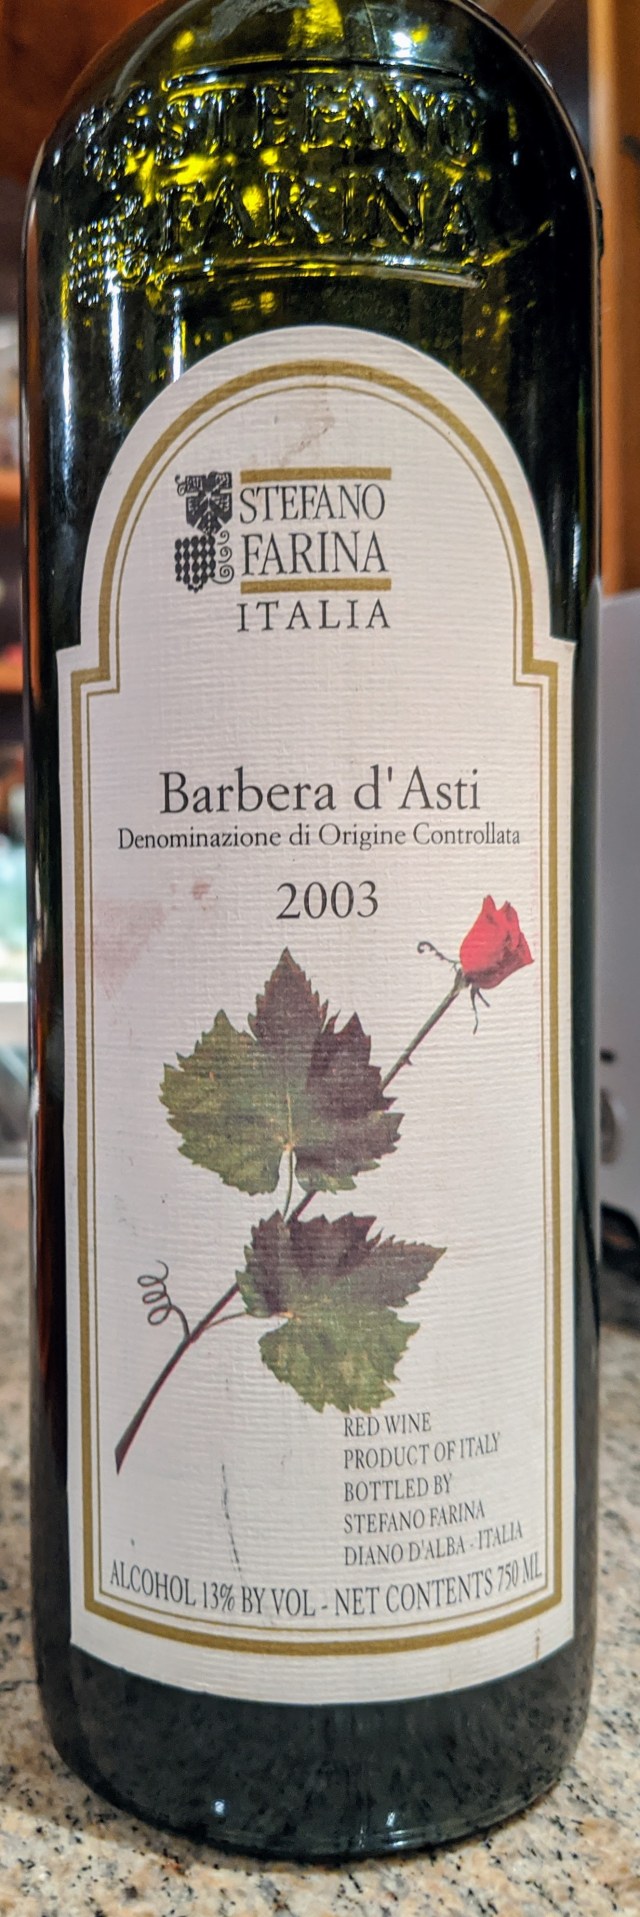 STEFANO
FARINA
STEFANO
FARINA
ITALIA
Barbera d'Asti
Denominazione di Origine Controllata
2003
RED WINE
PRODUCT OF ITALY
BOTTLED BY
STEFANO FARINA
DIANO D'ALBA - ITALIA
ALCOHOL 13% BY VOL - NET CONTENTS 750 ML